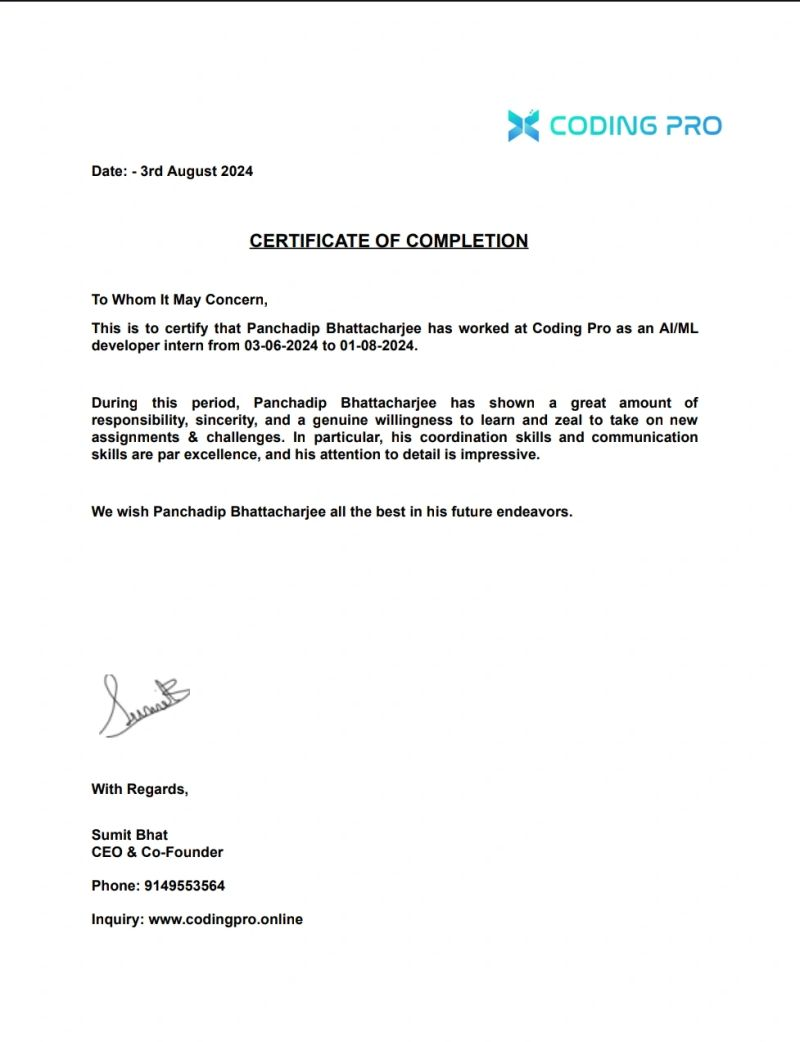 CODING PRO
Date: - 3rd August 2024
CERTIFICATE OF COMPLETION
To Whom It May Concern,
This is to certify that Panchadip Bhattacharjee has worked at Coding Pro as an AI/ML
developer intern from 03-06-2024 to 01-08-2024.
During this period, Panchadip Bhattacharjee has shown a great amount of
responsibility, sincerity, and a genuine willingness to learn and zeal to take on new
assignments & challenges. In particular, his coordination skills and communication
skills are par excellence, and his attention to detail is impressive.
We wish Panchadip Bhattacharjee all the best in his future endeavors.
SumitB
With Regards,
Sumit Bhat
CEO & Co-Founder
Phone: 9149553564
Inquiry: www.codingpro.online